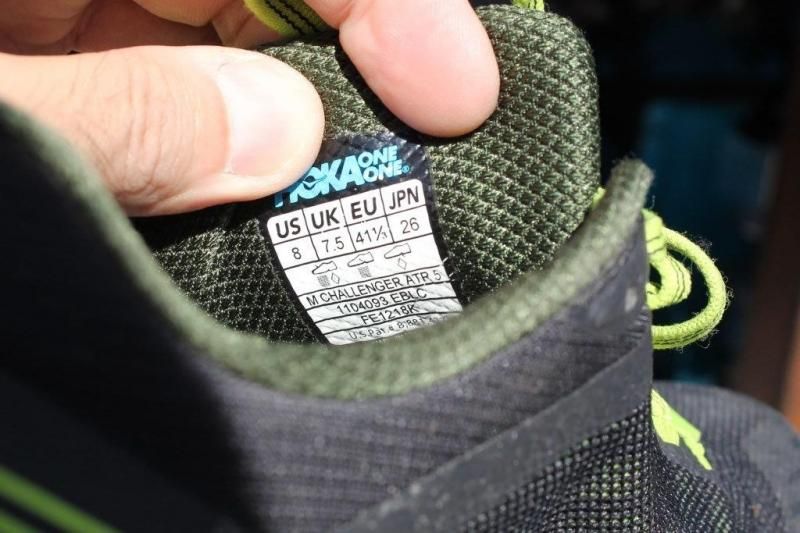 HOKA ONE ONE®
US UK EU JPN
8 7.5 41⅓ 26
M CHALLENGER ATR 5
1104093 EBLC
FE1218K